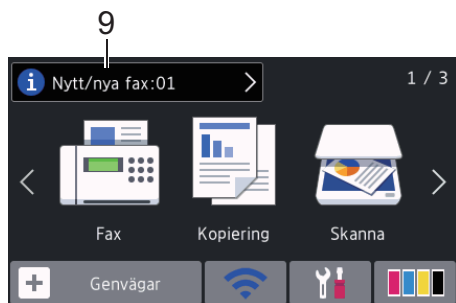 9
Nytt/nya fax:01
1 / 3
Fax Kopiering Skanna
Genvägar